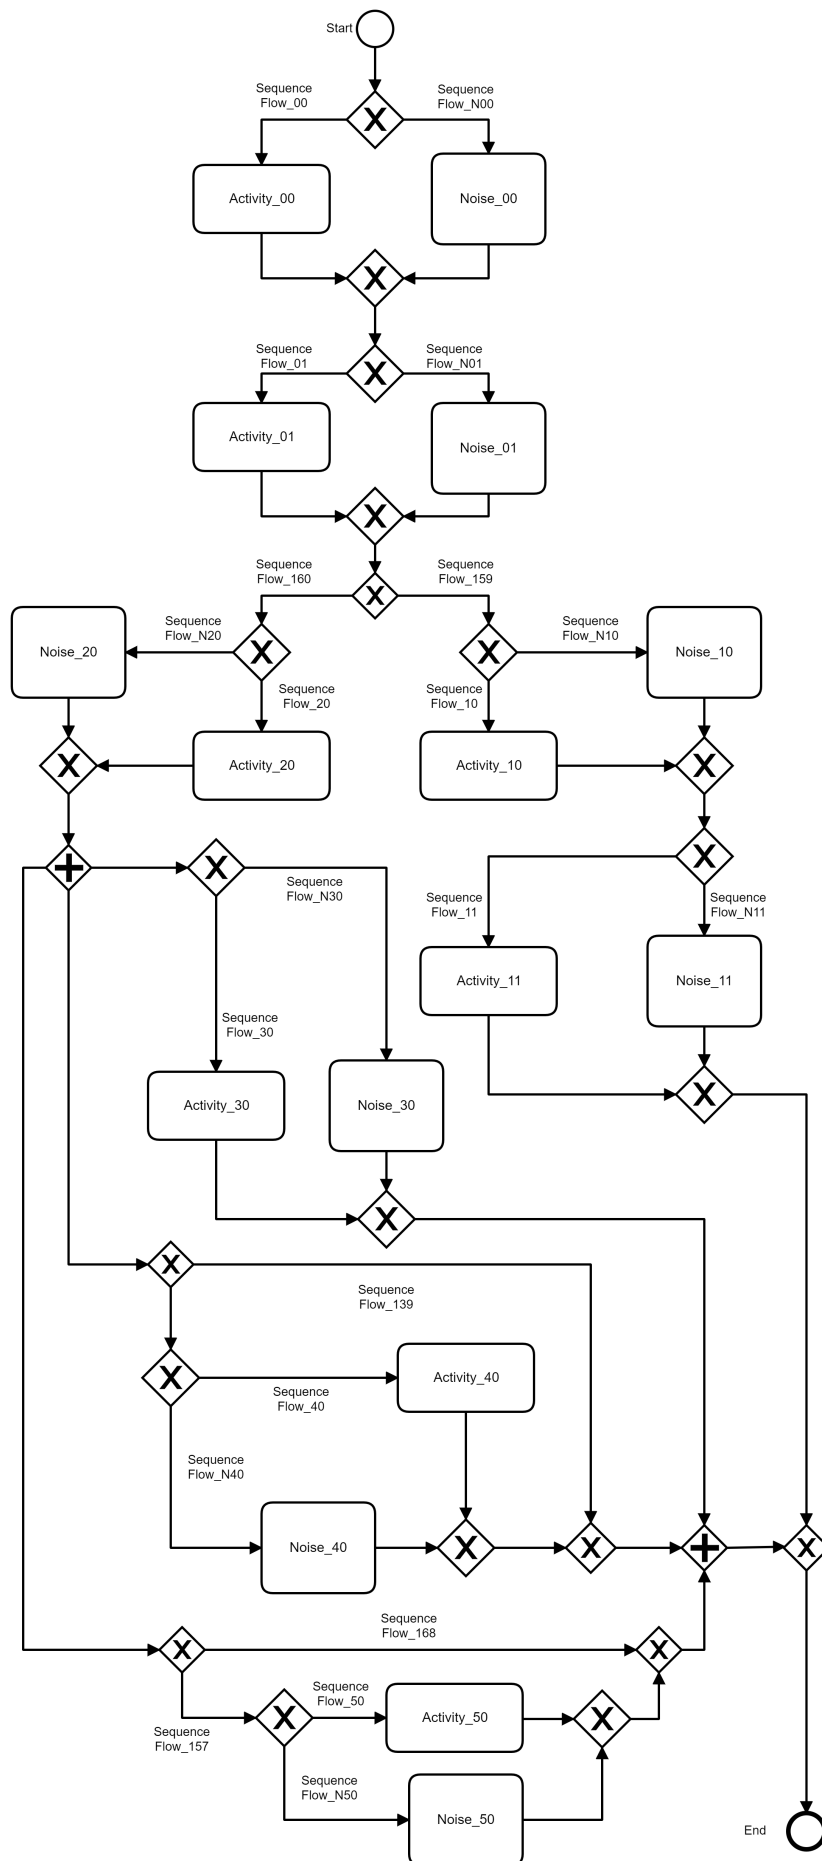 Start
Sequence
Flow_00
Sequence
Flow_N00
Activity_00
Noise_00
Sequence
Flow_01
Sequence
Flow_N01
Activity_01
Noise_01
Sequence
Flow_160
Sequence
Flow_159
Noise_20
Sequence
Flow_N20
Sequence
Flow_N10
Noise_10
Sequence
Flow_20
Sequence
Flow_10
Activity_20
Activity_10
Sequence
Flow_N30
Sequence
Flow_11
Sequence
Flow_N11
Activity_11
Noise_11
Sequence
Flow_30
Activity_30
Noise_30
Sequence
Flow_139
Activity_40
Sequence
Flow_40
Sequence
Flow_N40
Noise_40
Sequence
Flow_168
Sequence
Flow_50
Activity_50
Sequence
Flow_157
Sequence
Flow_N50
Noise_50
End